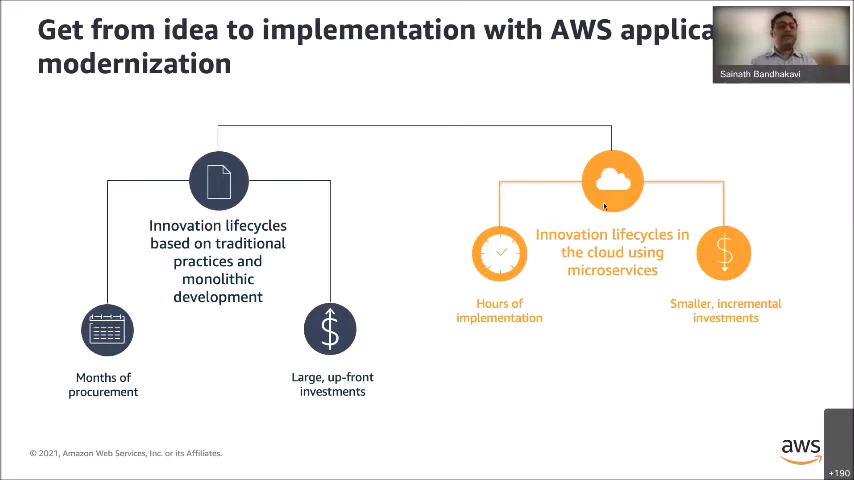 Get from idea to implementation with AWS applica
modernization
Sainath Bandhakavi
Innovation lifecycles
based on traditional
practices and
monolithic
development
Innovation lifecycles in
the cloud using
microservices
Hours of
implementation
Smaller, incremental
investments
Months of
procurement
Large, up-front
investments
© 2021, Amazon Web Services, Inc. or its Affiliates.
aws
+190